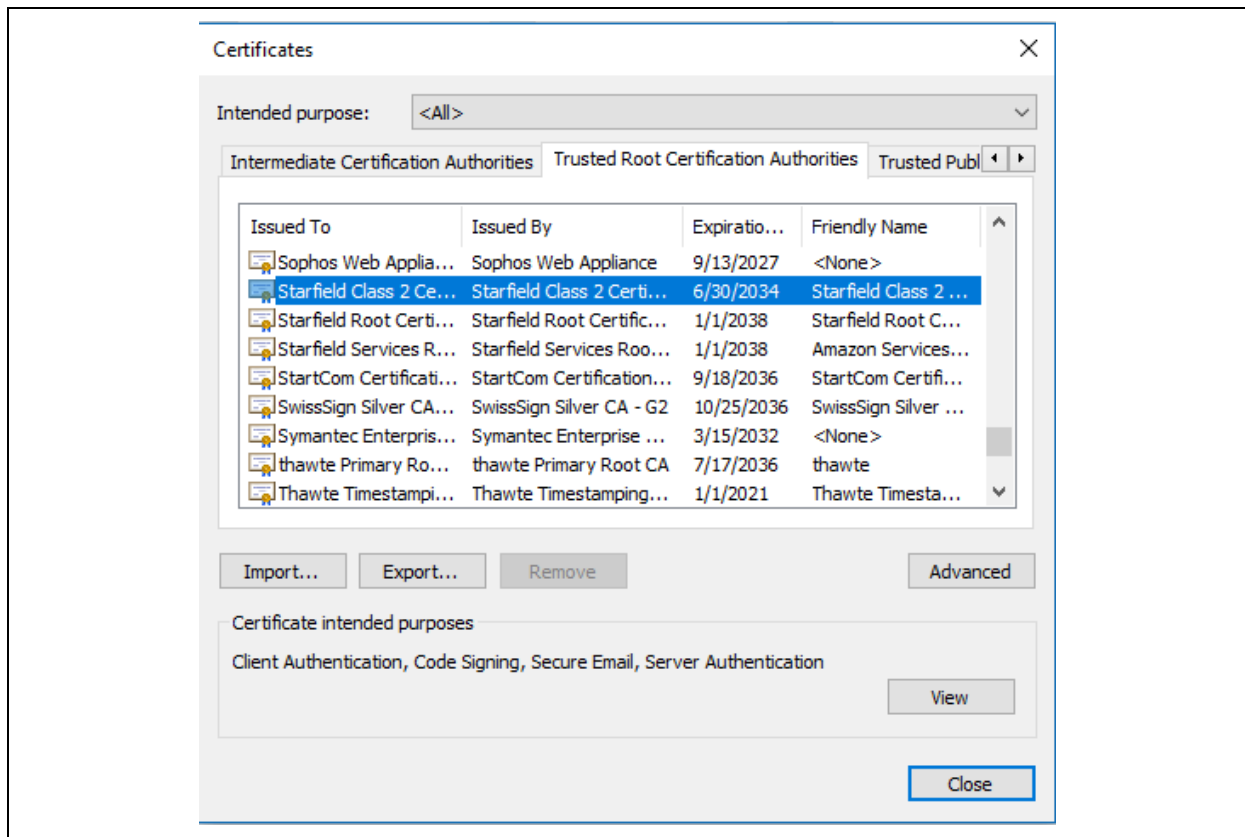 Certificates
Intended purpose: <All>
Intermediate Certification Authorities Trusted Root Certification Authorities Trusted Publ
Issued To Issued By Expiratio... Friendly Name
Sophos Web Applia... Sophos Web Appliance 9/13/2027 <None>
Starfield Class 2 Ce... Starfield Class 2 Certi... 6/30/2034 Starfield Class 2 ...
Starfield Root Certi... Starfield Root Certific... 1/1/2038 Starfield Root C...
Starfield Services R... Starfield Services Roo... 1/1/2038 Amazon Services...
StartCom Certificati... StartCom Certification... 9/18/2036 StartCom Certifi...
SwissSign Silver CA... SwissSign Silver CA - G2 10/25/2036 SwissSign Silver ...
Symantec Enterpris... Symantec Enterprise ... 3/15/2032 <None>
thawte Primary Ro... thawte Primary Root CA 7/17/2036 thawte
Thawte Timestampi... Thawte Timestamping... 1/1/2021 Thawte Timesta...
Import... Export... Remove Advanced
Certificate intended purposes
Client Authentication, Code Signing, Secure Email, Server Authentication
View
Close